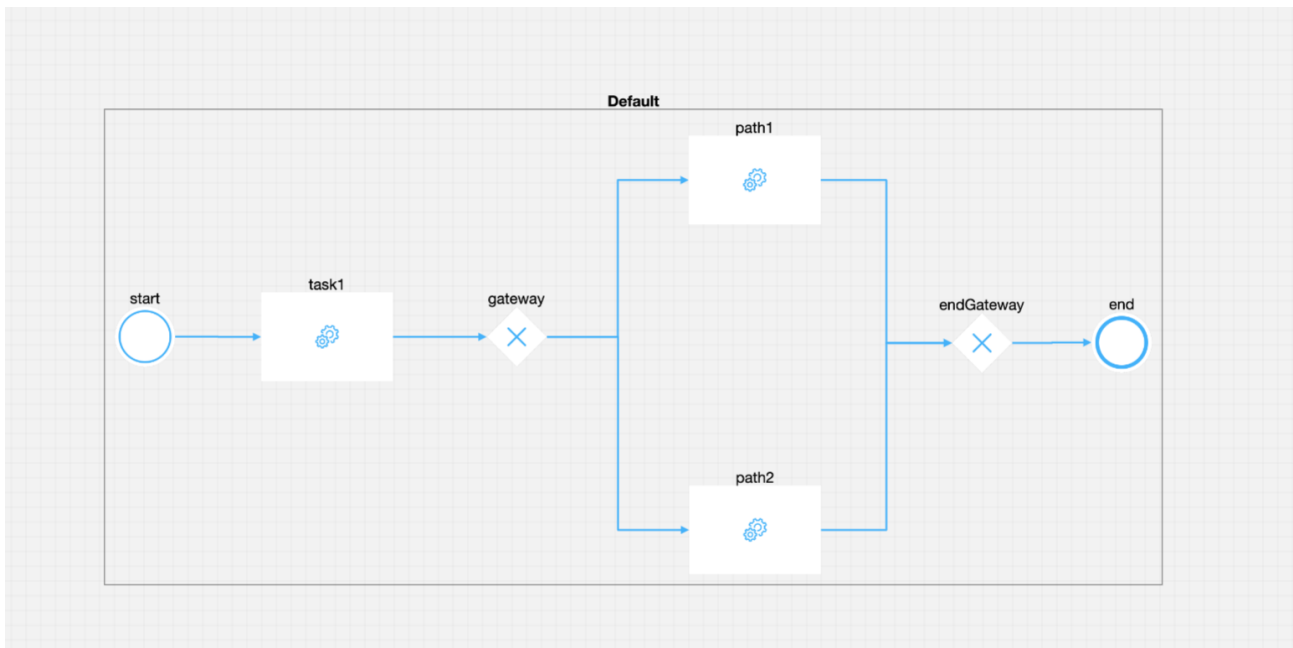 Default
path1
task1
start
gateway
endGateway
end
path2